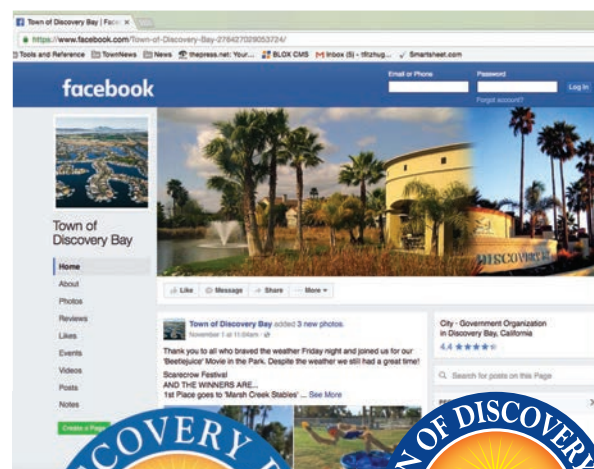 Town of Discovery Bay | Face
https://www.facebook.com/Town-of-Discovery-Bay-276427029053724/
Tools and Reference TownNews News thepress.net: Your... BLOX CMS Inbox (5) - tfitzhug... Smartsheet.com
facebook
Email or Phone Password
Log In
Forgot account?
DISCOVERY B
Town of
Discovery Bay
Home
About
Photos
Reviews
Likes
Events
Videos
Posts
Notes
Create a Page
Like Message Share More
Town of Discovery Bay added 3 new photos.
November 1 at 11:04am
Thank you to all who braved the weather Friday night and joined us for our
'Beetlejuice' Movie in the Park. Despite the weather we still had a great time!
Scarecrow Festival
AND THE WINNERS ARE...
1st Place goes to 'Marsh Creek Stables' ... See More
City · Government Organization
in Discovery Bay, California
4.4
Search for posts on this Page
COVERY
OF DISCOVERY